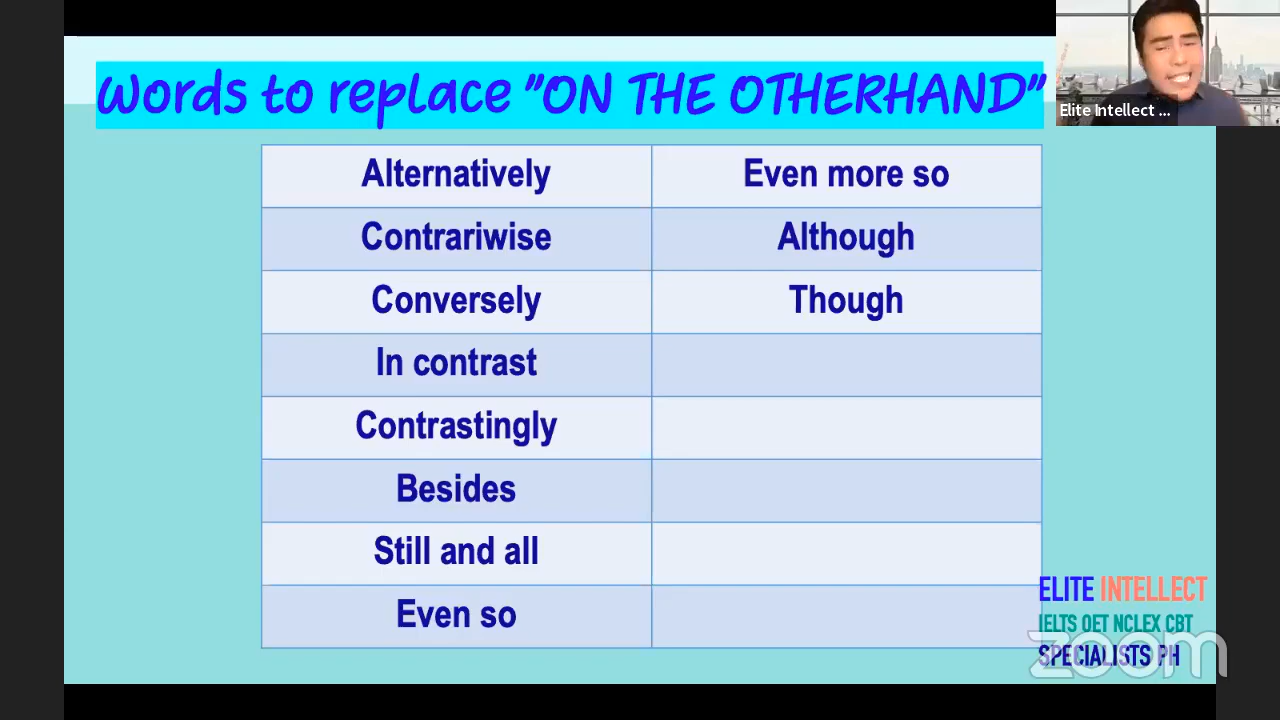 Words to replace "ON THE OTHERHAND"
Elite Intellect ...
Alternatively
Even more so
Contrariwise
Although
Conversely
Though
In contrast
Contrastingly
Besides
Still and all
Even so
ELITE INTELLECT
IELTS OET NCLEX CBT
SPECIALISTS PH
zoom